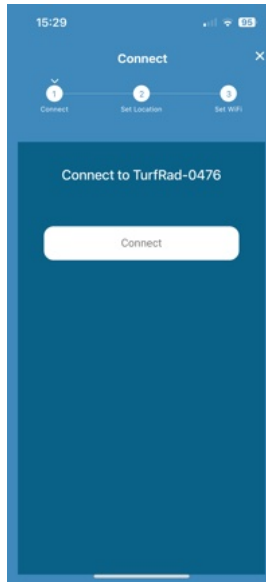 15:29
95
Connect
×
1
2
3
Connect
Set Location
Set WiFi
Connect to TurfRad-0476
Connect